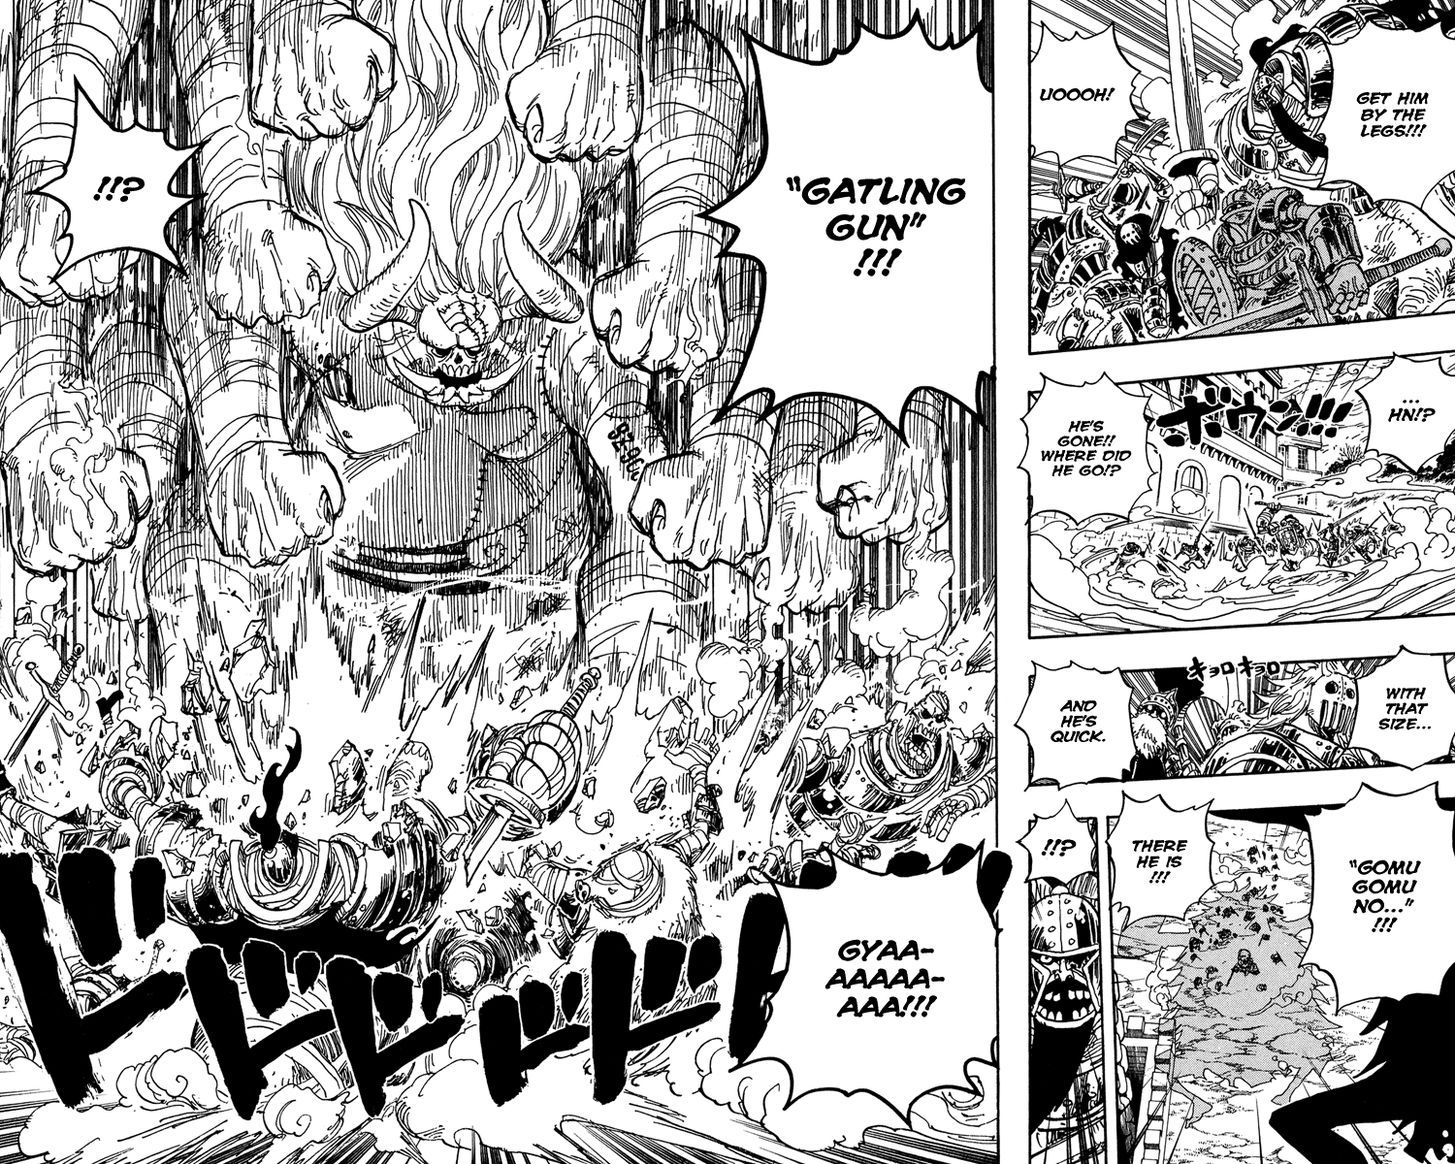 GET HIM
BY THE
LEGS!!!
UOOOH!
...
HN!?
ボウン!!!
HE'S
GONE!!
WHERE DID
HE GO!?
WITH
THAT
SIZE...
キョロキョロ
AND
HE'S
QUICK.
"GOMU
GOMU
NO..."
!!!
THERE
HE IS
!!!
!!?
"GATLING
GUN"
!!!
!!?
GYAA-
AAAAA-
AAA!!!
ドドドドド!